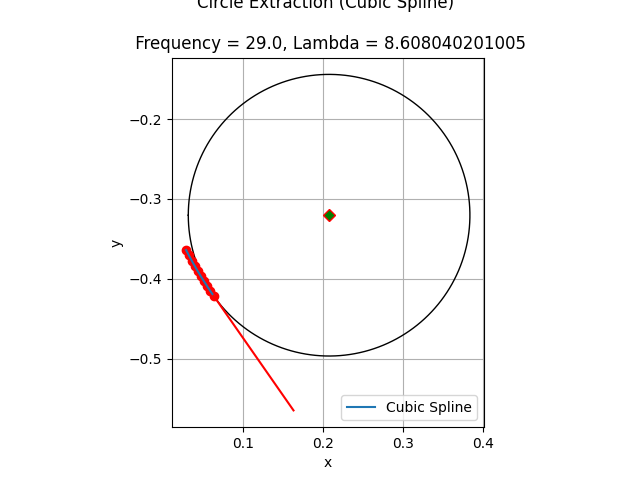 Circle Extraction (Cubic Spline)
Frequency = 29.0, Lambda = 8.608040201005
y
−0.2
−0.3
−0.4
−0.5
0.1
0.2
0.3
0.4
x
Cubic Spline